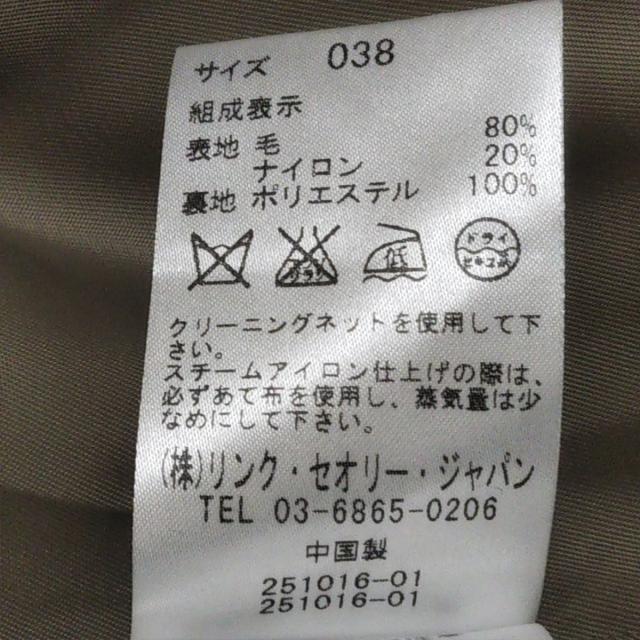 サイズ 038
組成表示
表地 毛 80%
ナイロン 20%
裏地 ポリエステル 100%
低 ドライ
クリーニングネットを使用して下
さい。
スチームアイロン仕上げの際は、
必ずあて布を使用し、蒸気量は少
なめにして下さい。
(株)リンク・セオリー・ジャパン
TEL 03-6865-0206
中国製
251016-01
251016-01